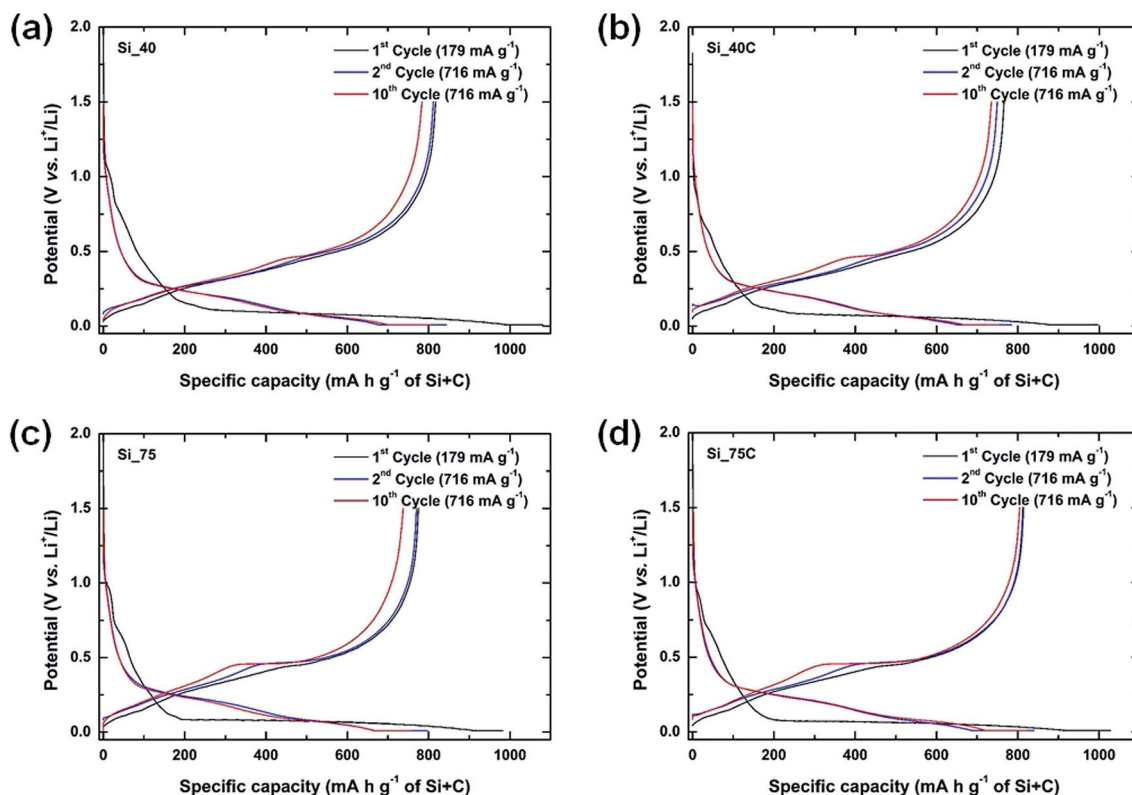 (a)
Si_40
1st Cycle (179 mA g-1)
2nd Cycle (716 mA g-1)
10th Cycle (716 mA g-1)
2.0
1.5
1.0
0.5
0.0
Potential (V vs. Li+/Li)
0 200 400 600 800 1000
Specific capacity (mA h g-1 of Si+C)
(b)
Si_40C
1st Cycle (179 mA g-1)
2nd Cycle (716 mA g-1)
10th Cycle (716 mA g-1)
2.0
1.5
1.0
0.5
0.0
Potential (V vs. Li+/Li)
0 200 400 600 800 1000
Specific capacity (mA h g-1 of Si+C)
(c)
Si_75
1st Cycle (179 mA g-1)
2nd Cycle (716 mA g-1)
10th Cycle (716 mA g-1)
2.0
1.5
1.0
0.5
0.0
Potential (V vs. Li+/Li)
0 200 400 600 800 1000
Specific capacity (mA h g-1 of Si+C)
(d)
Si_75C
1st Cycle (179 mA g-1)
2nd Cycle (716 mA g-1)
10th Cycle (716 mA g-1)
2.0
1.5
1.0
0.5
0.0
Potential (V vs. Li+/Li)
0 200 400 600 800 1000
Specific capacity (mA h g-1 of Si+C)